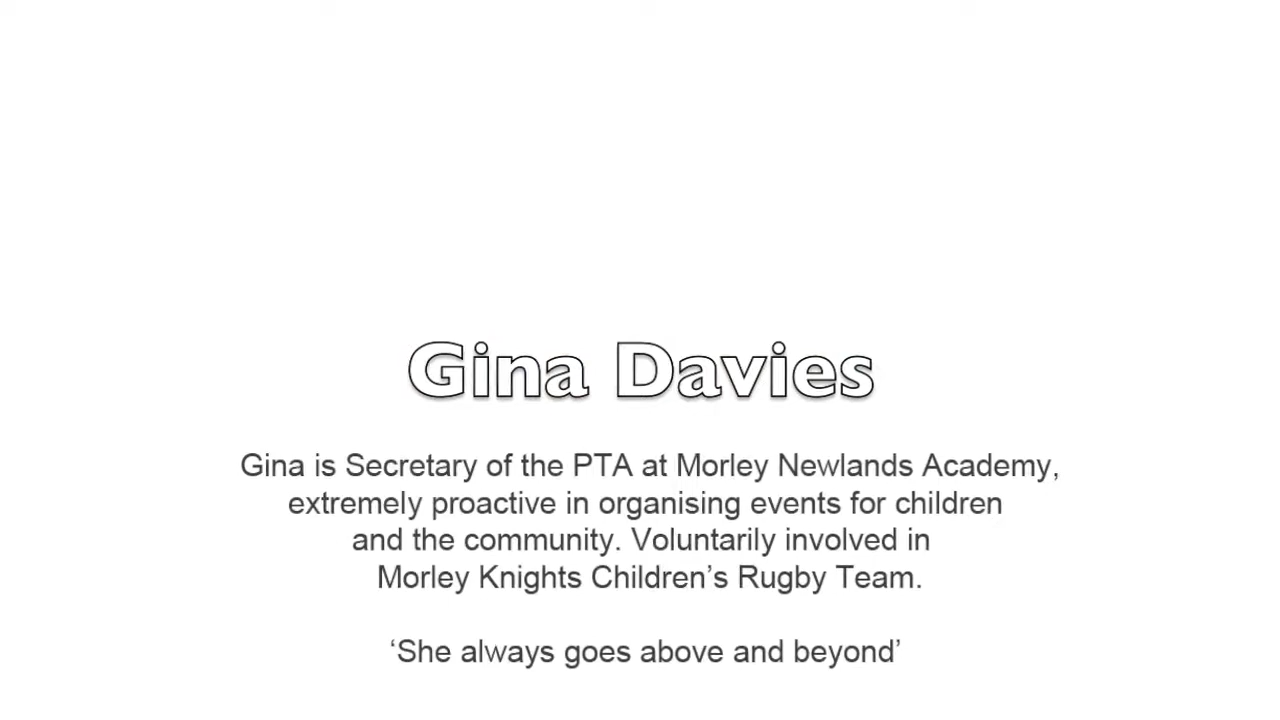 Gina Davies
Gina is Secretary of the PTA at Morley Newlands Academy,
extremely proactive in organising events for children
and the community. Voluntarily involved in
Morley Knights Children’s Rugby Team.
‘She always goes above and beyond’